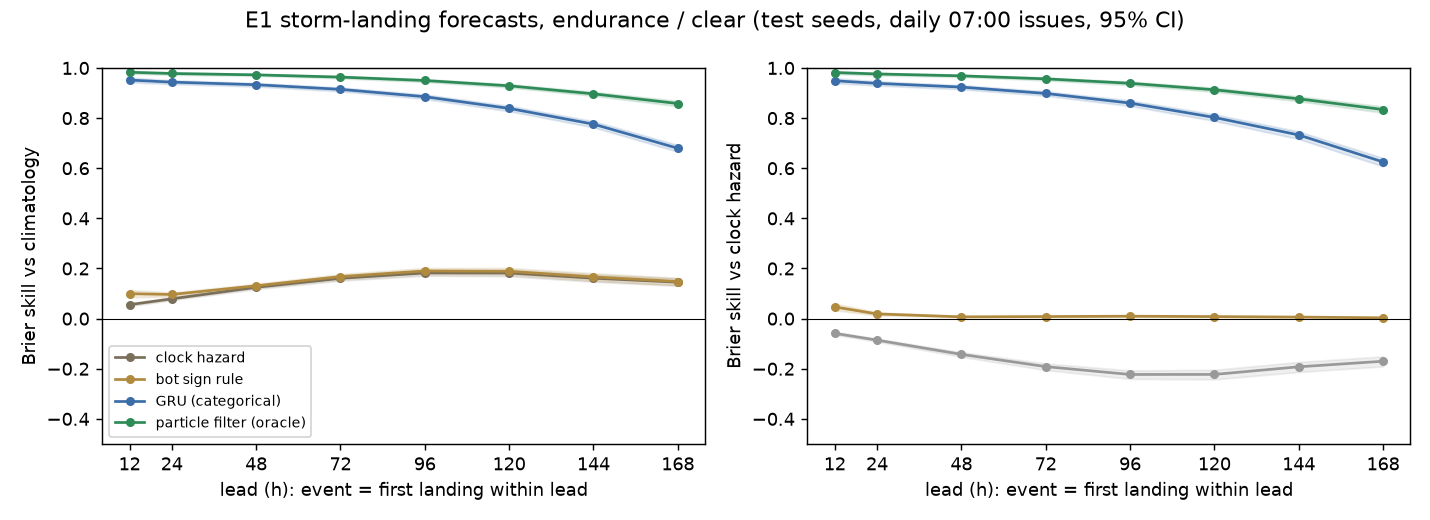 E1 storm-landing forecasts, endurance / clear (test seeds, daily 07:00 issues, 95% CI)
Brier skill vs climatology
1.0
0.8
0.6
0.4
0.2
0.0
−0.2
−0.4
clock hazard
bot sign rule
GRU (categorical)
particle filter (oracle)
12 24 48 72 96 120 144 168
lead (h): event = first landing within lead
Brier skill vs clock hazard
1.0
0.8
0.6
0.4
0.2
0.0
−0.2
−0.4
12 24 48 72 96 120 144 168
lead (h): event = first landing within lead